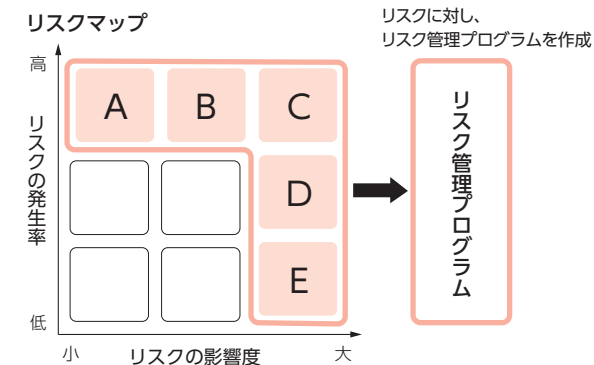 リスクマップ
リスクに対し、
リスク管理プログラムを作成
高
A
B
C
リスクの発生率
D
リスク管理プログラム
E
低
小
リスクの影響度
大